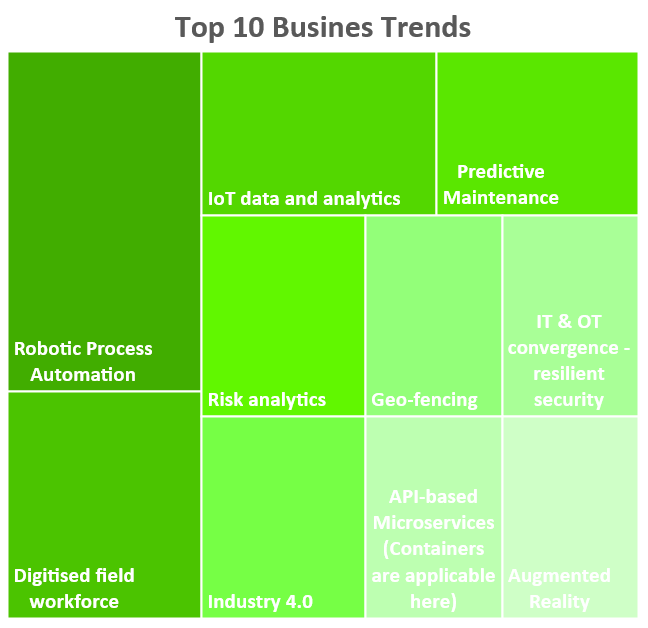 Top 10 Busines Trends
IoT data and analytics
Predictive
Maintenance
Robotic Process
Automation
Risk analytics
Geo-fencing
IT & OT
convergence -
resilient
security
Digitised field
workforce
Industry 4.0
API-based
Microservices
(Containers
are applicable
here)
Augmented
Reality